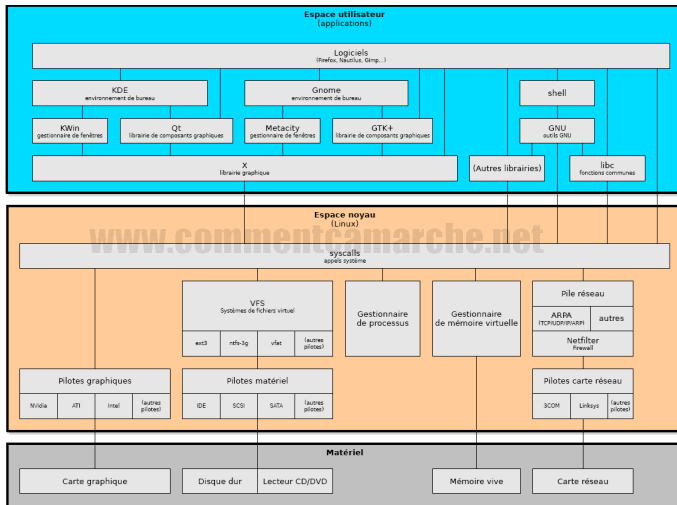 Espace utilisateur
(applications)
Logiciels
(Firefox, Nautilus, Gimp...)
KDE
environnement de bureau
Gnome
environnement de bureau
shell
KWin
gestionnaire de fenêtres
Qt
librairie de composants graphiques
Metacity
gestionnaire de fenêtres
GTK+
librairie de composants graphiques
GNU
outils GNU
X
librairie graphique
(Autres librairies)
libc
fonctions communes
Espace noyau
(Linux)
www.commentcamarche.net
syscalls
appels système
VFS
Systèmes de fichiers virtuel
ext3
ntfs-3g
vfat
(autres
pilotes)
Gestionnaire
de processus
Gestionnaire
de mémoire virtuelle
Pile réseau
ARPA
(TCP/UDP/IP/ARP)
autres
Netfilter
firewall
Pilotes graphiques
NVidia
ATI
Intel
(autres
pilotes)
Pilotes matériel
IDE
SCSI
SATA
(autres
pilotes)
Pilotes carte réseau
3COM
Linksys
(autres
pilotes)
Matériel
Carte graphique
Disque dur
Lecteur CD/DVD
Mémoire vive
Carte réseau